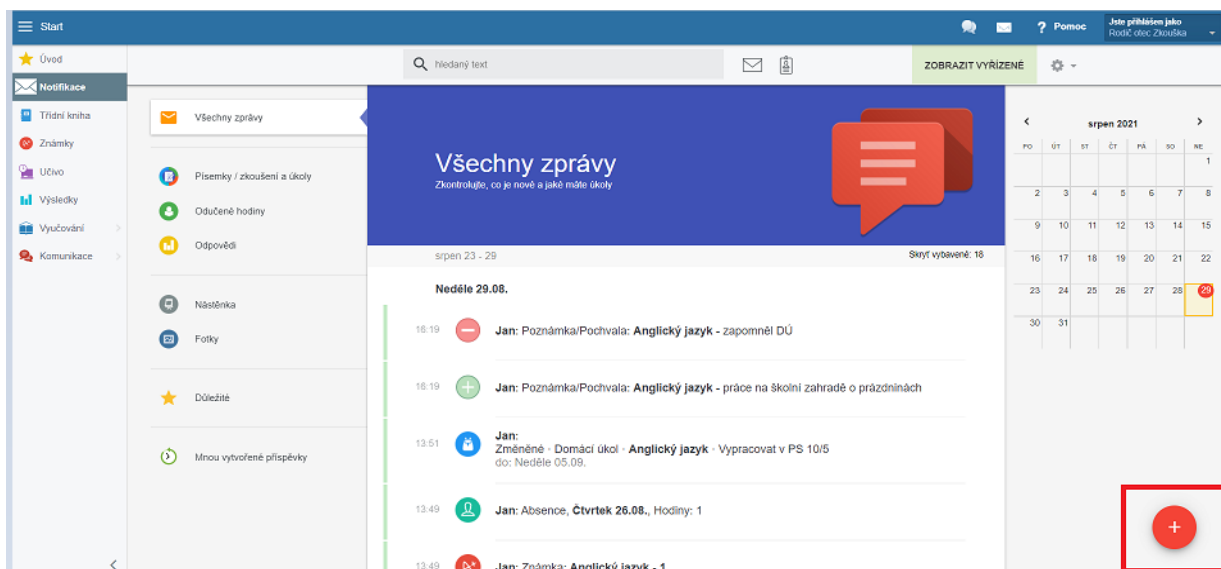 Start
? Pomoc
Jste přihlášen jako
Rodič otec Zkouška
Úvod
Notifikace
Třídní kniha
Známky
Učivo
Výsledky
Vyučování
Komunikace
hledaný text
ZOBRAZIT VYŘÍZENÉ
Všechny zprávy
Písemky / zkoušení a úkoly
Odučené hodiny
Odpovědi
Nástěnka
Fotky
Důležité
Mnou vytvořené příspěvky
Všechny zprávy
Zkontrolujte, co je nové a jaké máte úkoly
srpen 23 - 29
Skrýt vybavené: 18
Neděle 29.08.
16:19 Jan: Poznámka/Pochvala: Anglický jazyk - zapomněl DÚ
16:19 Jan: Poznámka/Pochvala: Anglický jazyk - práce na školní zahradě o prázdninách
13:51 Jan:
Změněné - Domácí úkol - Anglický jazyk - Vypracovat v PS 10/5
do: Neděle 05.09.
13:49 Jan: Absence, Čtvrtek 26.08., Hodiny: 1
13:49 Jan: Známka: Anglický jazyk - 1
srpen 2021
PO ÚT ST ČT PÁ SO NE
1
2 3 4 5 6 7 8
9 10 11 12 13 14 15
16 17 18 19 20 21 22
23 24 25 26 27 28 29
30 31